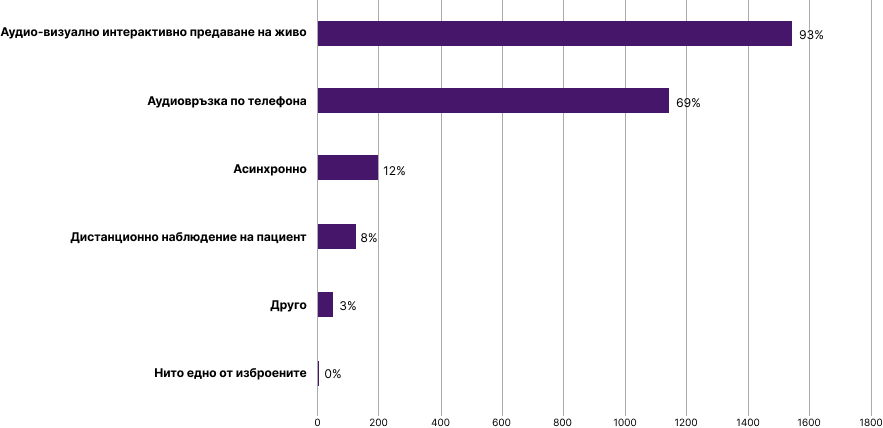 Аудио-визуално интерактивно предаване на живо
93%
Аудиовръзка по телефона
69%
Асинхронно
12%
Дистанционно наблюдение на пациент
8%
Друго
3%
Нито едно от изброените
0%
0 200 400 600 800 1000 1200 1400 1600 1800